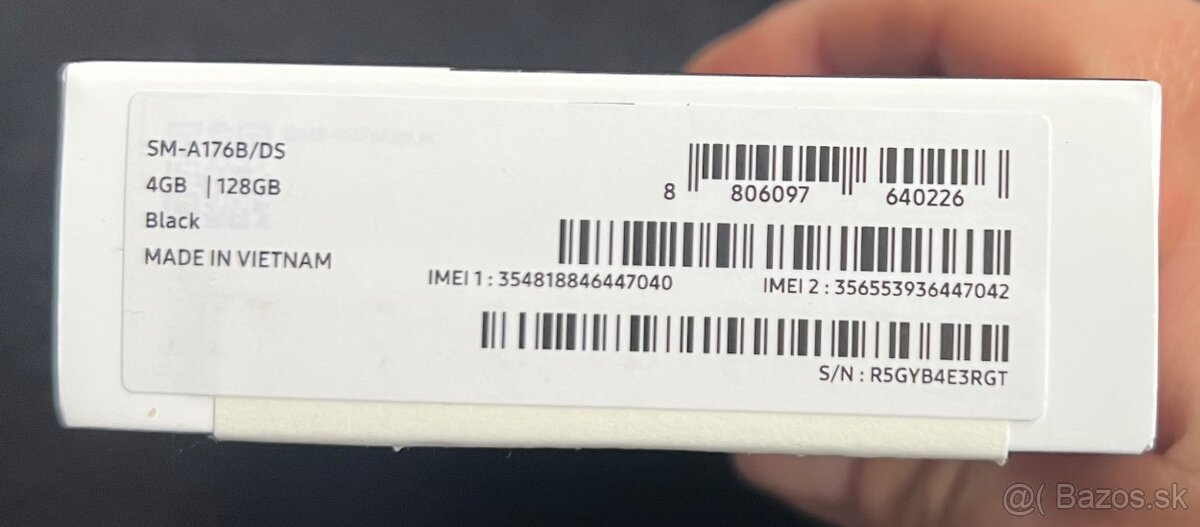 SM-A176B/DS
4GB | 128GB
Black
MADE IN VIETNAM
8 806097 640226
IMEI 1 : 354818846447040
IMEI 2 : 356553936447042
S/N : R5GYB4E3RGT
@( Bazos.sk